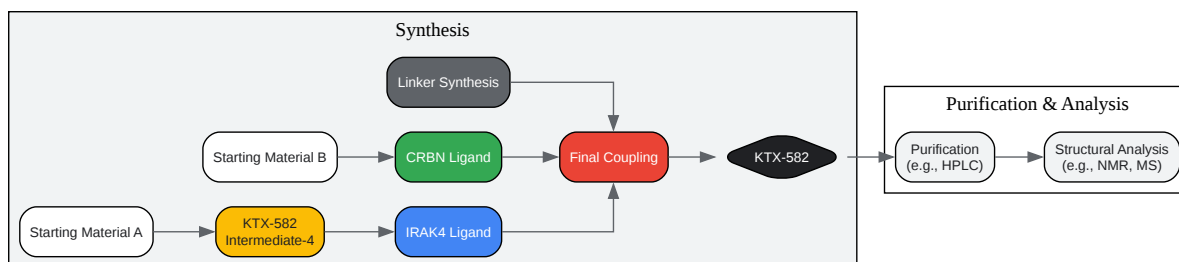 Synthesis
Linker Synthesis
Starting Material B
CRBN Ligand
Final Coupling
KTX-582
Starting Material A
KTX-582
Intermediate-4
IRAK4 Ligand
Purification & Analysis
Purification
(e.g., HPLC)
Structural Analysis
(e.g., NMR, MS)